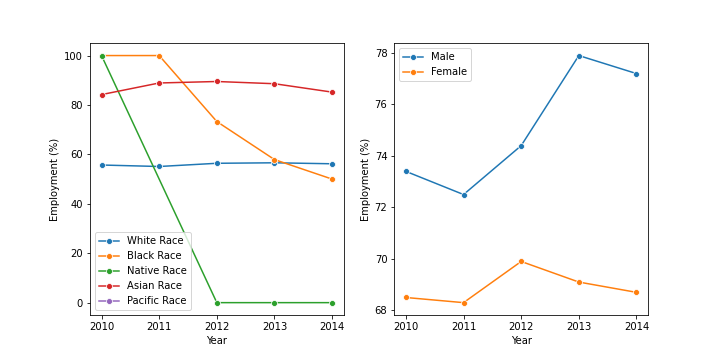 100
80
60
40
20
0
Employment (%)
White Race
Black Race
Native Race
Asian Race
Pacific Race
2010 2011 2012 2013 2014
Year
78
76
74
72
70
68
Employment (%)
Male
Female
2010 2011 2012 2013 2014
Year